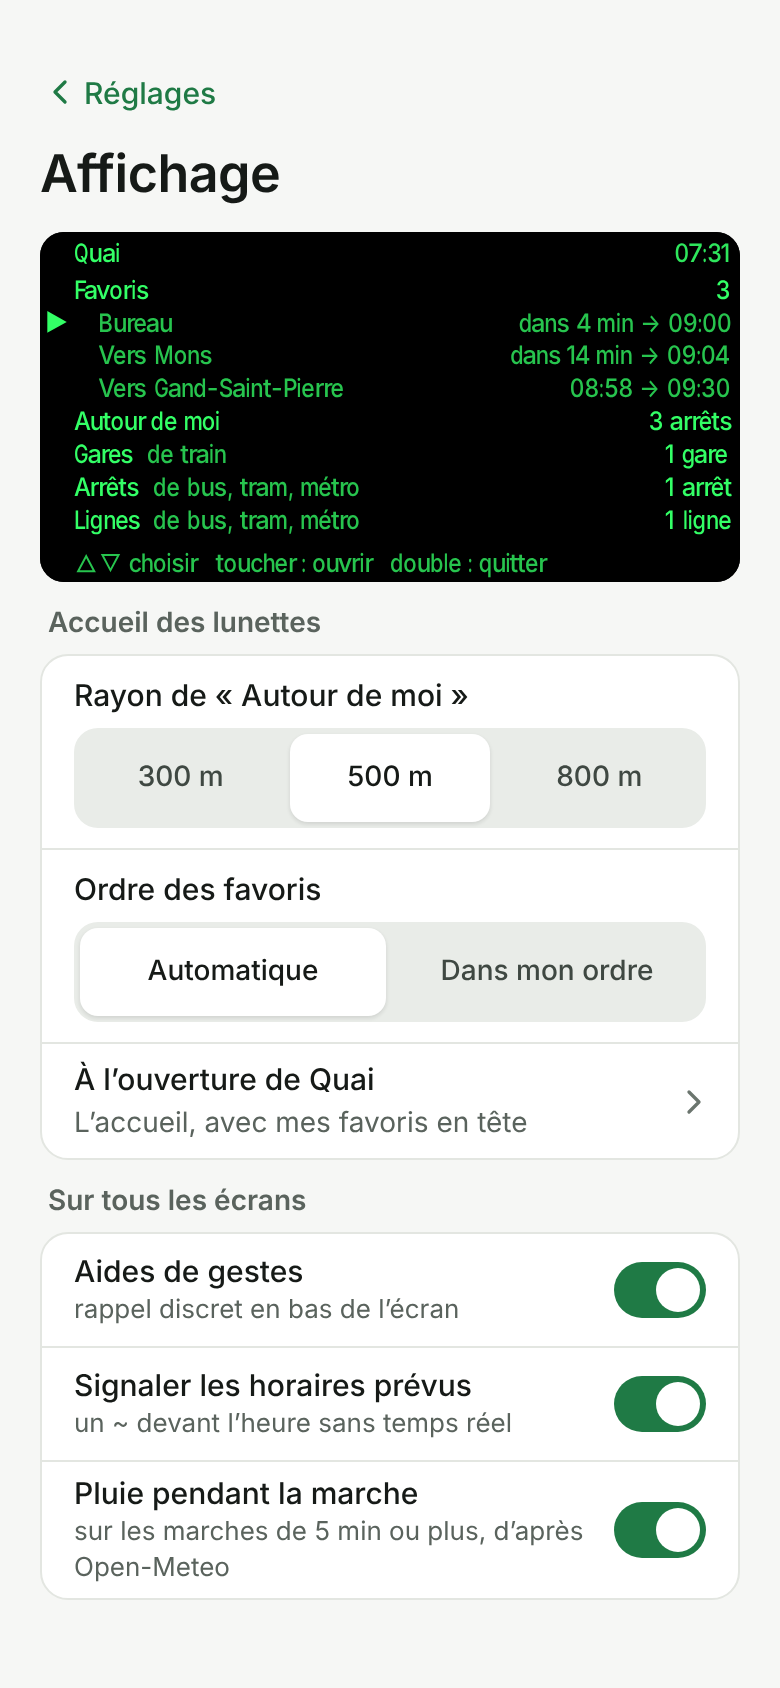 Réglages
Affichage
Quai 07:31
Favoris 3
▶ Bureau dans 4 min → 09:00
Vers Mons dans 14 min → 09:04
Vers Gand-Saint-Pierre 08:58 → 09:30
Autour de moi 3 arrêts
Gares de train 1 gare
Arrêts de bus, tram, métro 1 arrêt
Lignes de bus, tram, métro 1 ligne
△▽ choisir toucher : ouvrir double : quitter
Accueil des lunettes
Rayon de « Autour de moi »
300 m 500 m 800 m
Ordre des favoris
Automatique Dans mon ordre
À l’ouverture de Quai
L’accueil, avec mes favoris en tête
Sur tous les écrans
Aides de gestes
rappel discret en bas de l’écran
Signaler les horaires prévus
un ~ devant l’heure sans temps réel
Pluie pendant la marche
sur les marches de 5 min ou plus, d’après
Open-Meteo